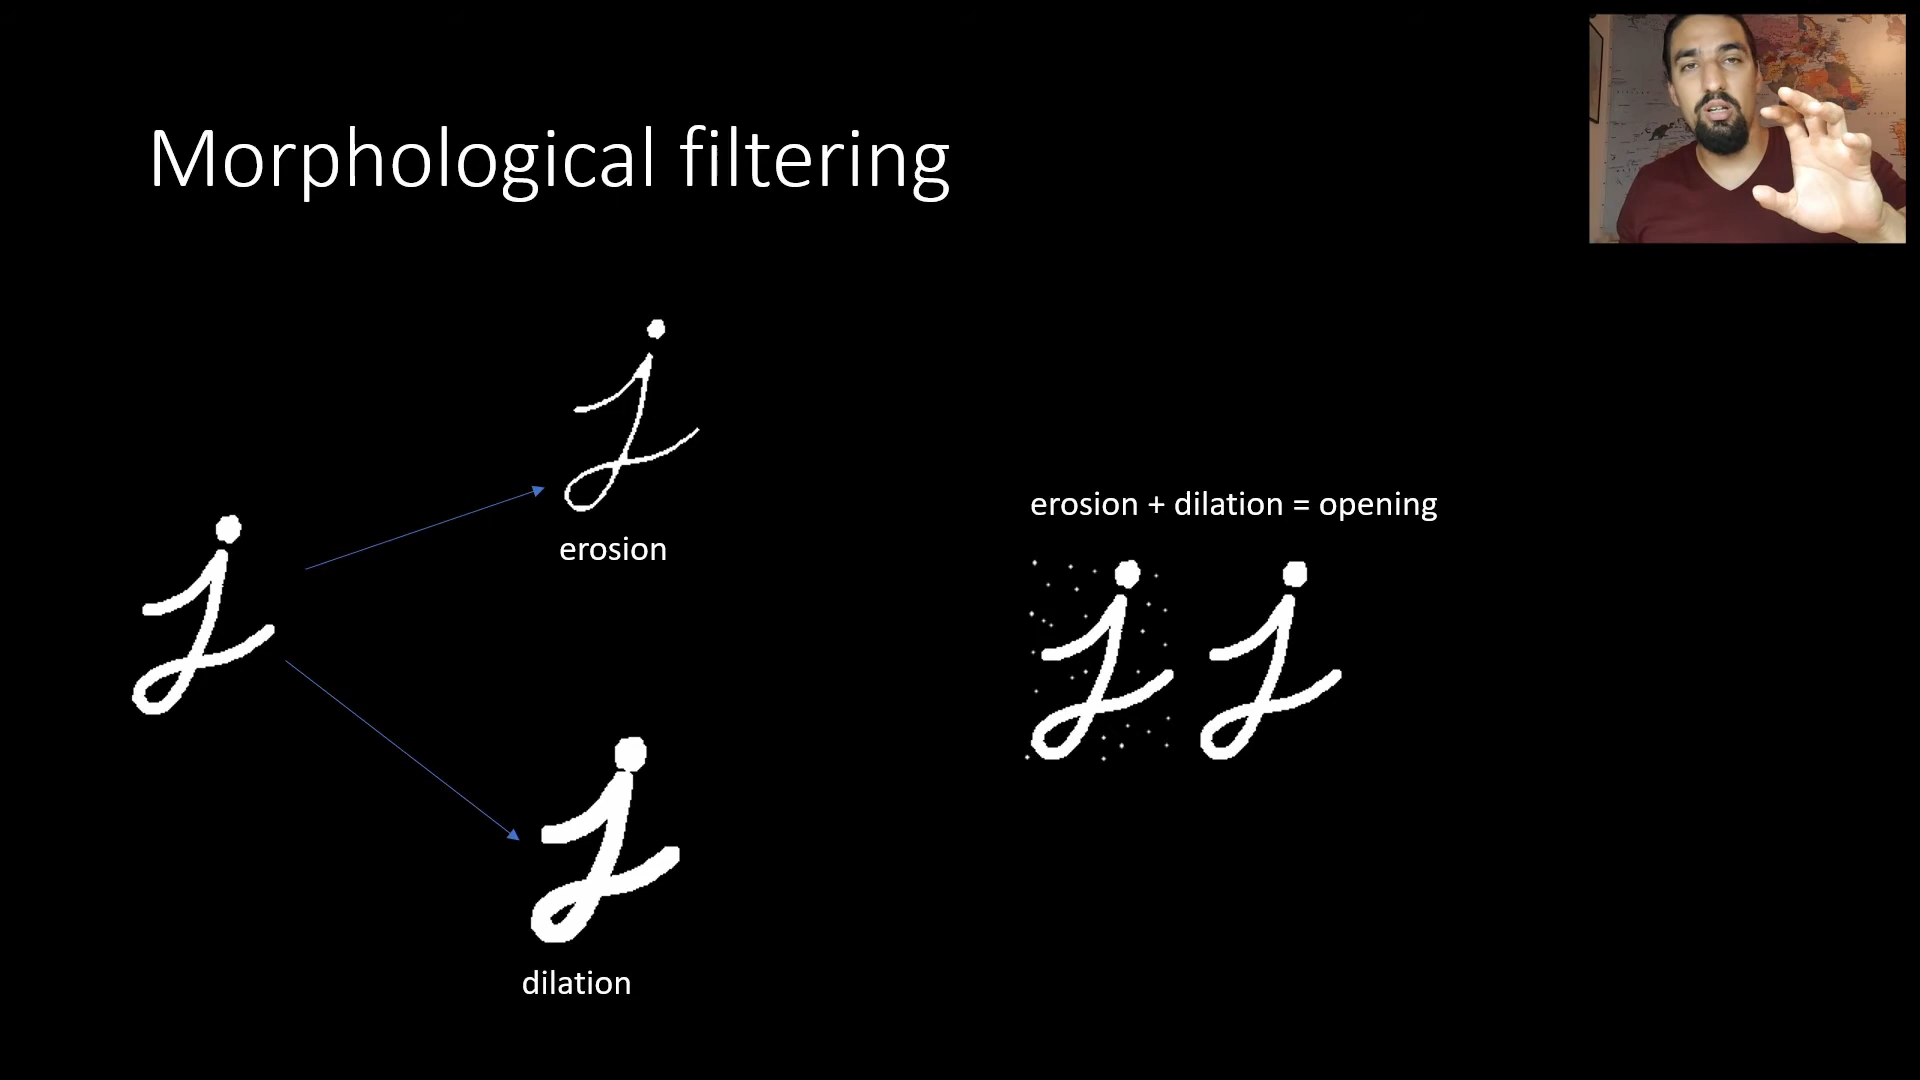 Morphological filtering
erosion
dilation
erosion + dilation = opening